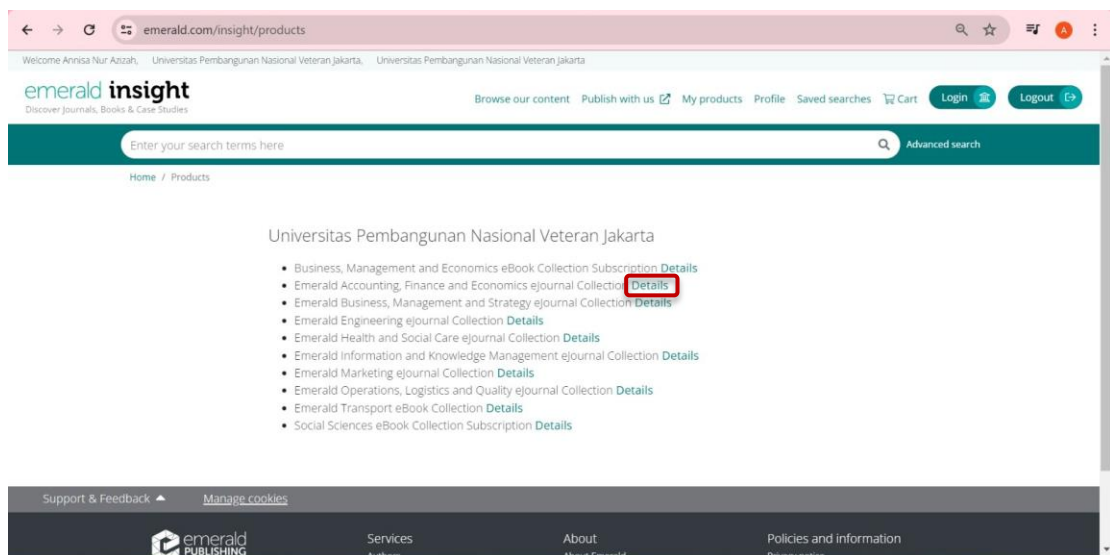 emerald.com/insight/products
A
Welcome Annisa Nur Azizah, Universitas Pembangunan Nasional Veteran Jakarta, Universitas Pembangunan Nasional Veteran Jakarta
emerald insight
Discover Journals, Books & Case Studies
Browse our content Publish with us My products Profile Saved searches Cart Login Logout
Enter your search terms here
Advanced search
Home / Products
Universitas Pembangunan Nasional Veteran Jakarta
• Business, Management and Economics eBook Collection Subscription Details
• Emerald Accounting, Finance and Economics eJournal Collection Details
• Emerald Business, Management and Strategy eJournal Collection Details
• Emerald Engineering eJournal Collection Details
• Emerald Health and Social Care eJournal Collection Details
• Emerald Information and Knowledge Management eJournal Collection Details
• Emerald Marketing eJournal Collection Details
• Emerald Operations, Logistics and Quality eJournal Collection Details
• Emerald Transport eBook Collection Details
• Social Sciences eBook Collection Subscription Details
Support & Feedback Manage cookies
emerald
PUBLISHING
Services About Policies and information